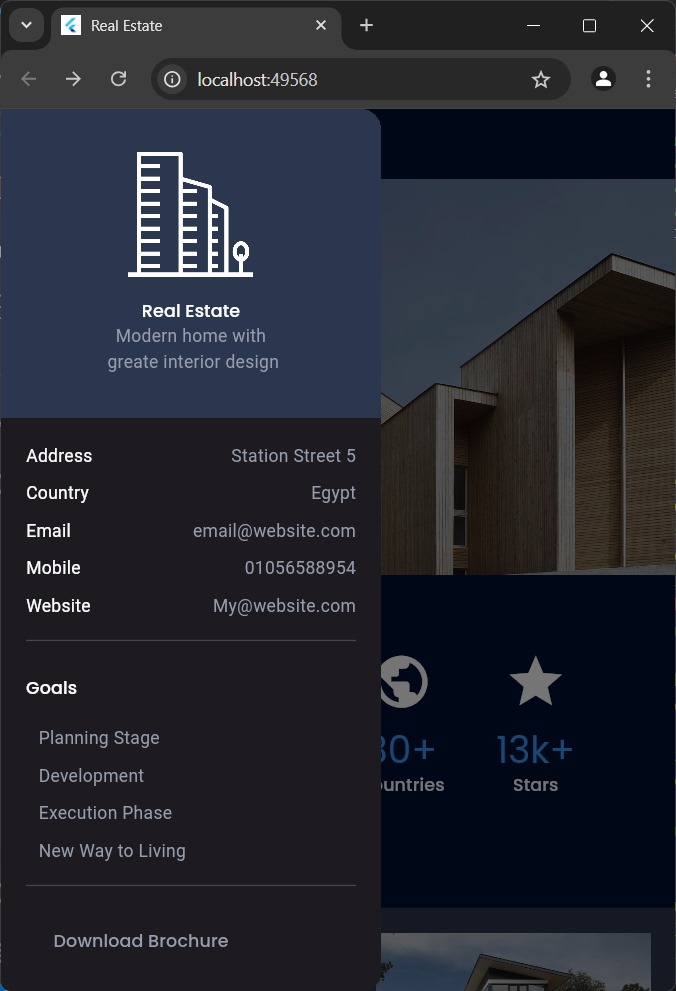 Real Estate
localhost:49568
Real Estate
Modern home with
greate interior design
Address Station Street 5
Country Egypt
Email email@website.com
Mobile 01056588954
Website My@website.com
Goals
Planning Stage
Development
Execution Phase
New Way to Living
Download Brochure
13k+
Stars